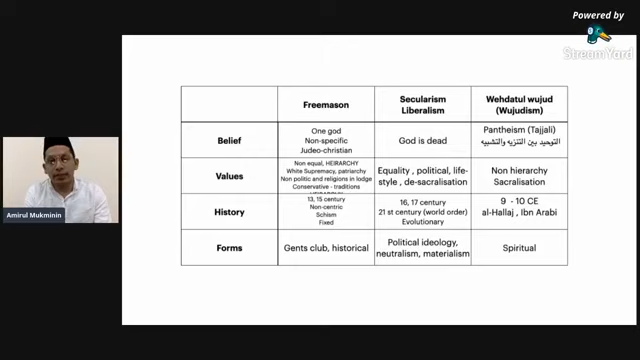 Powered by
StreamYard
Freemason
Secularism
Liberalism
Wehdatul wujud
(Wujudism)
Belief
One god
Non-specific
Judeo-christian
God is dead
Pantheism (Tajjali)
التوحيد بين التنزيه والتشبيه
Values
Non equal, HEIRARCHY
White Supremacy, patriarchy
Non politic and religions in lodge
Conservative - traditions
Equality, political, life-
style , de-sacralisation
Non hierarchy
Sacralisation
History
13, 15 century
Non-centric
Schism
Fixed
16, 17 century
21 st century (world order)
Evolutionary
9 - 10 CE
al-Hallaj , Ibn Arabi
Forms
Gents club, historical
Political ideology,
neutralism, materialism
Spiritual
Amirul Mukminin